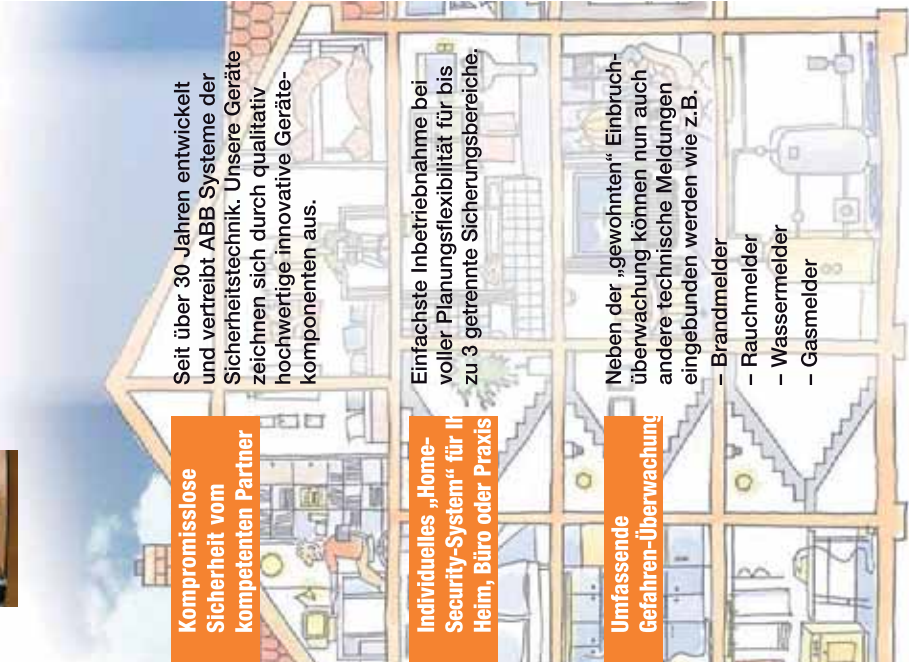 Kompromisslose
Sicherheit vom
kompetenten Partner
Seit über 30 Jahren entwickelt
und vertreibt ABB Systeme der
Sicherheitstechnik. Unsere Geräte
zeichnen sich durch qualitativ
hochwertige innovative Geräte-
komponenten aus.
Individuelles „Home-
Security-System“ für Ih
Heim, Büro oder Praxis
Einfachste Inbetriebnahme bei
voller Planungsflexibilität für bis
zu 3 getrennte Sicherungsbereiche.
Umfassende
Gefahren-Überwachung
Neben der „gewohnten“ Einbruch-
überwachung können nun auch
andere technische Meldungen
eingebunden werden wie z.B.
– Brandmelder
– Rauchmelder
– Wassermelder
– Gasmelder